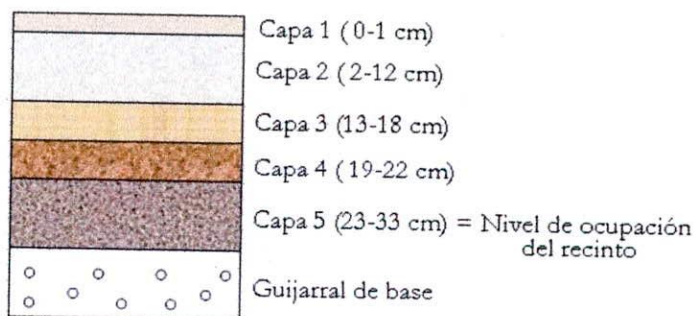 Capa 1 (0-1 cm)
Capa 2 (2-12 cm)
Capa 3 (13-18 cm)
Capa 4 (19-22 cm)
Capa 5 (23-33 cm) = Nivel de ocupación
del recinto
Guijarral de base